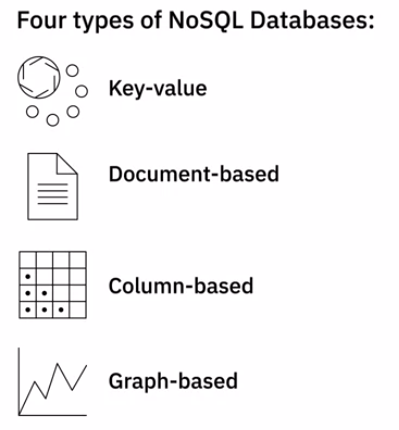 Four types of NoSQL Databases:
Key-value
Document-based
Column-based
Graph-based